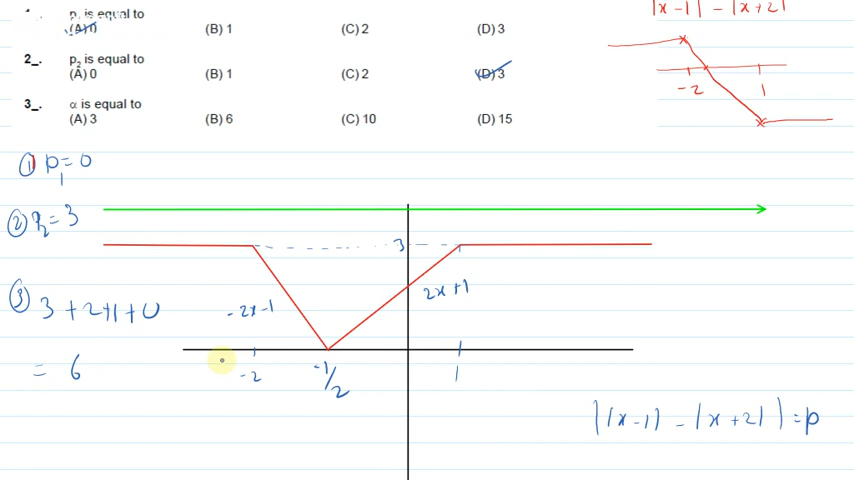 p₁ is equal to
(A) 0 (B) 1 (C) 2 (D) 3
2_. p₂ is equal to
(A) 0 (B) 1 (C) 2 (D) 3
3_. α is equal to
(A) 3 (B) 6 (C) 10 (D) 15
|x-1| - |x+2|
-2 1
① p₁ = 0
② p₂ = 3
3
③ 3 + 2+1 + 0
= 6
-2x-1
2x+1
-2 -1/2 1
||x-1| - |x+2|| = p